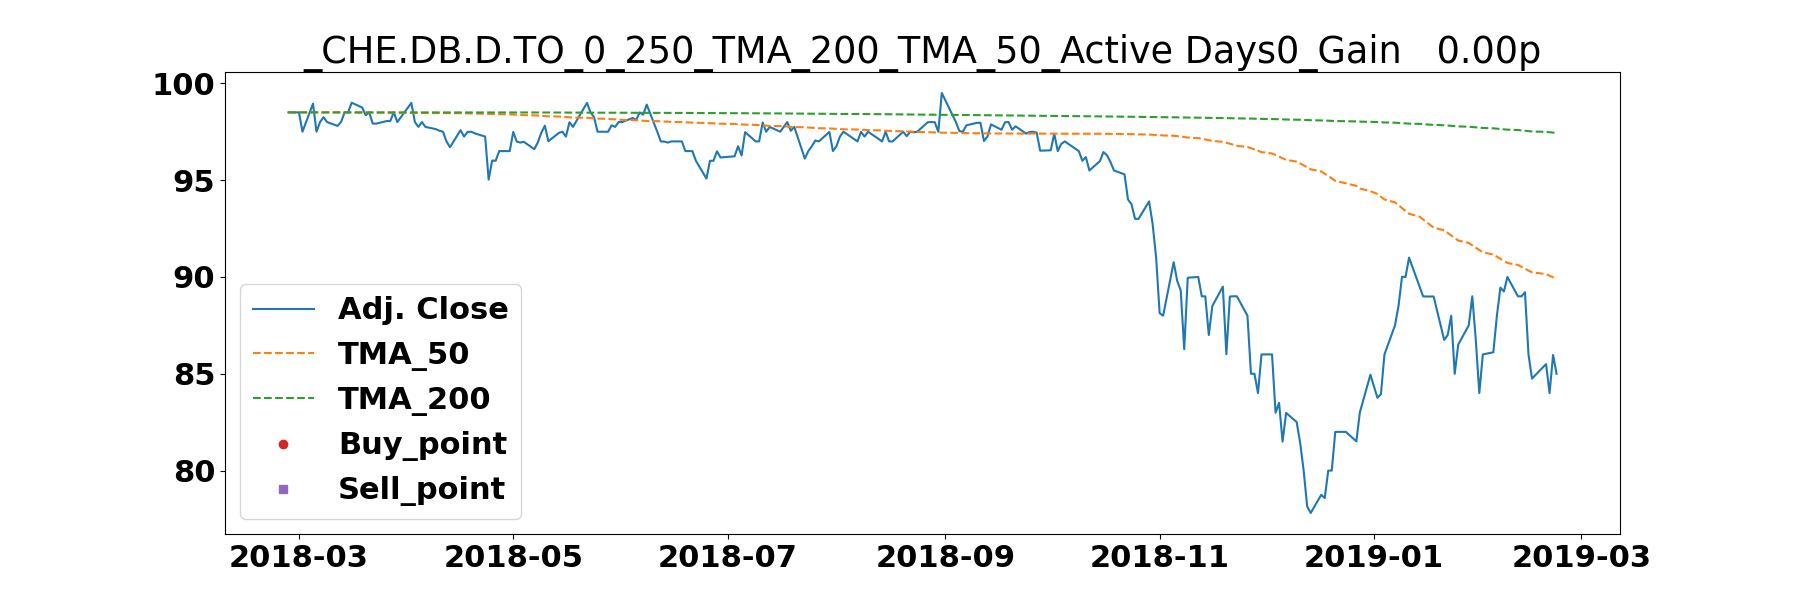 _CHE.DB.D.TO_0_250_TMA_200_TMA_50_Active Days0_Gain   0.00p
100
95
90
85
80
Adj. Close
TMA_50
TMA_200
Buy_point
Sell_point
2018-03 2018-05 2018-07 2018-09 2018-11 2019-01 2019-03